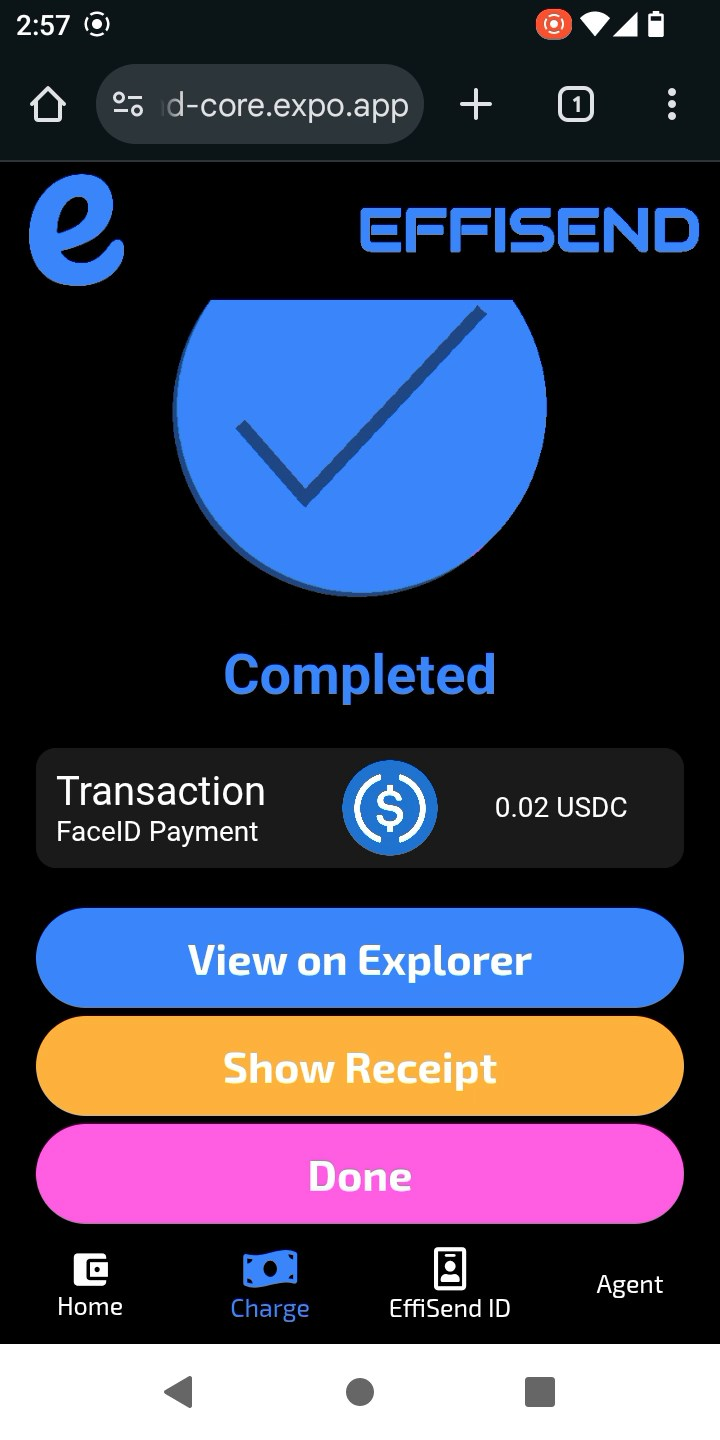 2:57
d-core.expo.app
1
e
EFFISEND
Completed
Transaction
FaceID Payment
$
0.02 USDC
View on Explorer
Show Receipt
Done
Home
Charge
EffiSend ID
Agent